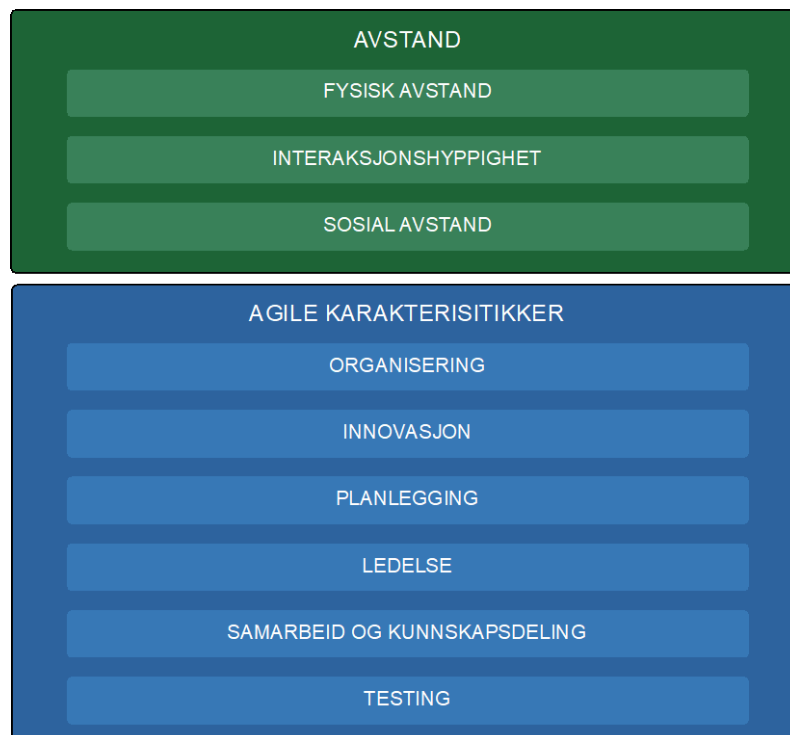 AVSTAND
FYSISK AVSTAND
INTERAKSJONSHYPPIGHET
SOSIAL AVSTAND
AGILE KARAKTERISITIKKER
ORGANISERING
INNOVASJON
PLANLEGGING
LEDELSE
SAMARBEID OG KUNNSKAPSDELING
TESTING